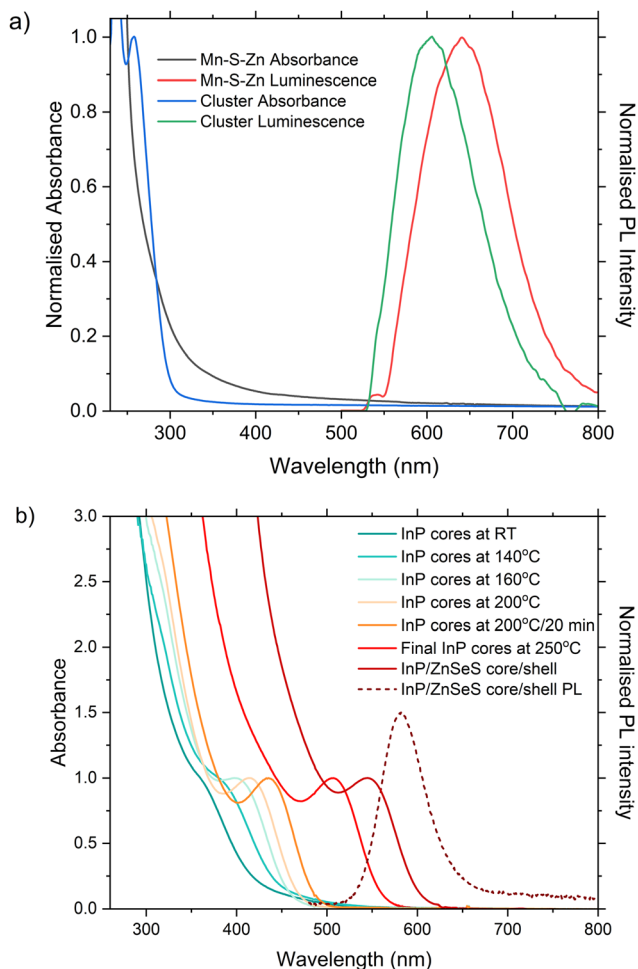 a)
1.0
0.8
0.6
0.4
0.2
0.0
Normalised Absorbance
Normalised PL Intensity
Mn-S-Zn Absorbance
Mn-S-Zn Luminescence
Cluster Absorbance
Cluster Luminescence
300 400 500 600 700 800
Wavelength (nm)
b)
3.0
2.5
2.0
1.5
1.0
0.5
0.0
Absorbance
Normalised PL intensity
InP cores at RT
InP cores at 140°C
InP cores at 160°C
InP cores at 200°C
InP cores at 200°C/20 min
Final InP cores at 250°C
InP/ZnSeS core/shell
InP/ZnSeS core/shell PL
300 400 500 600 700 800
Wavelength (nm)